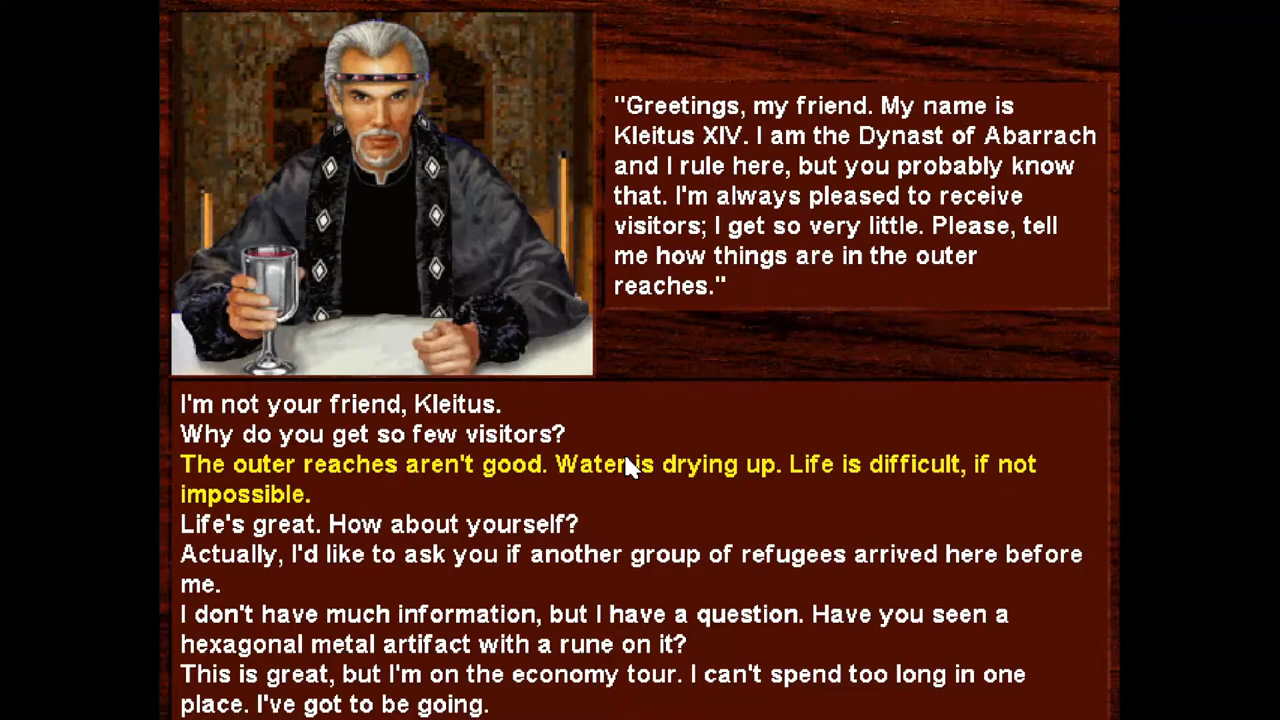 "Greetings, my friend. My name is
Kleitus XIV. I am the Dynast of Abarrach
and I rule here, but you probably know
that. I'm always pleased to receive
visitors; I get so very little. Please, tell
me how things are in the outer
reaches."
I'm not your friend, Kleitus.
Why do you get so few visitors?
The outer reaches aren't good. Water is drying up. Life is difficult, if not
impossible.
Life's great. How about yourself?
Actually, I'd like to ask you if another group of refugees arrived here before
me.
I don't have much information, but I have a question. Have you seen a
hexagonal metal artifact with a rune on it?
This is great, but I'm on the economy tour. I can't spend too long in one
place. I've got to be going.